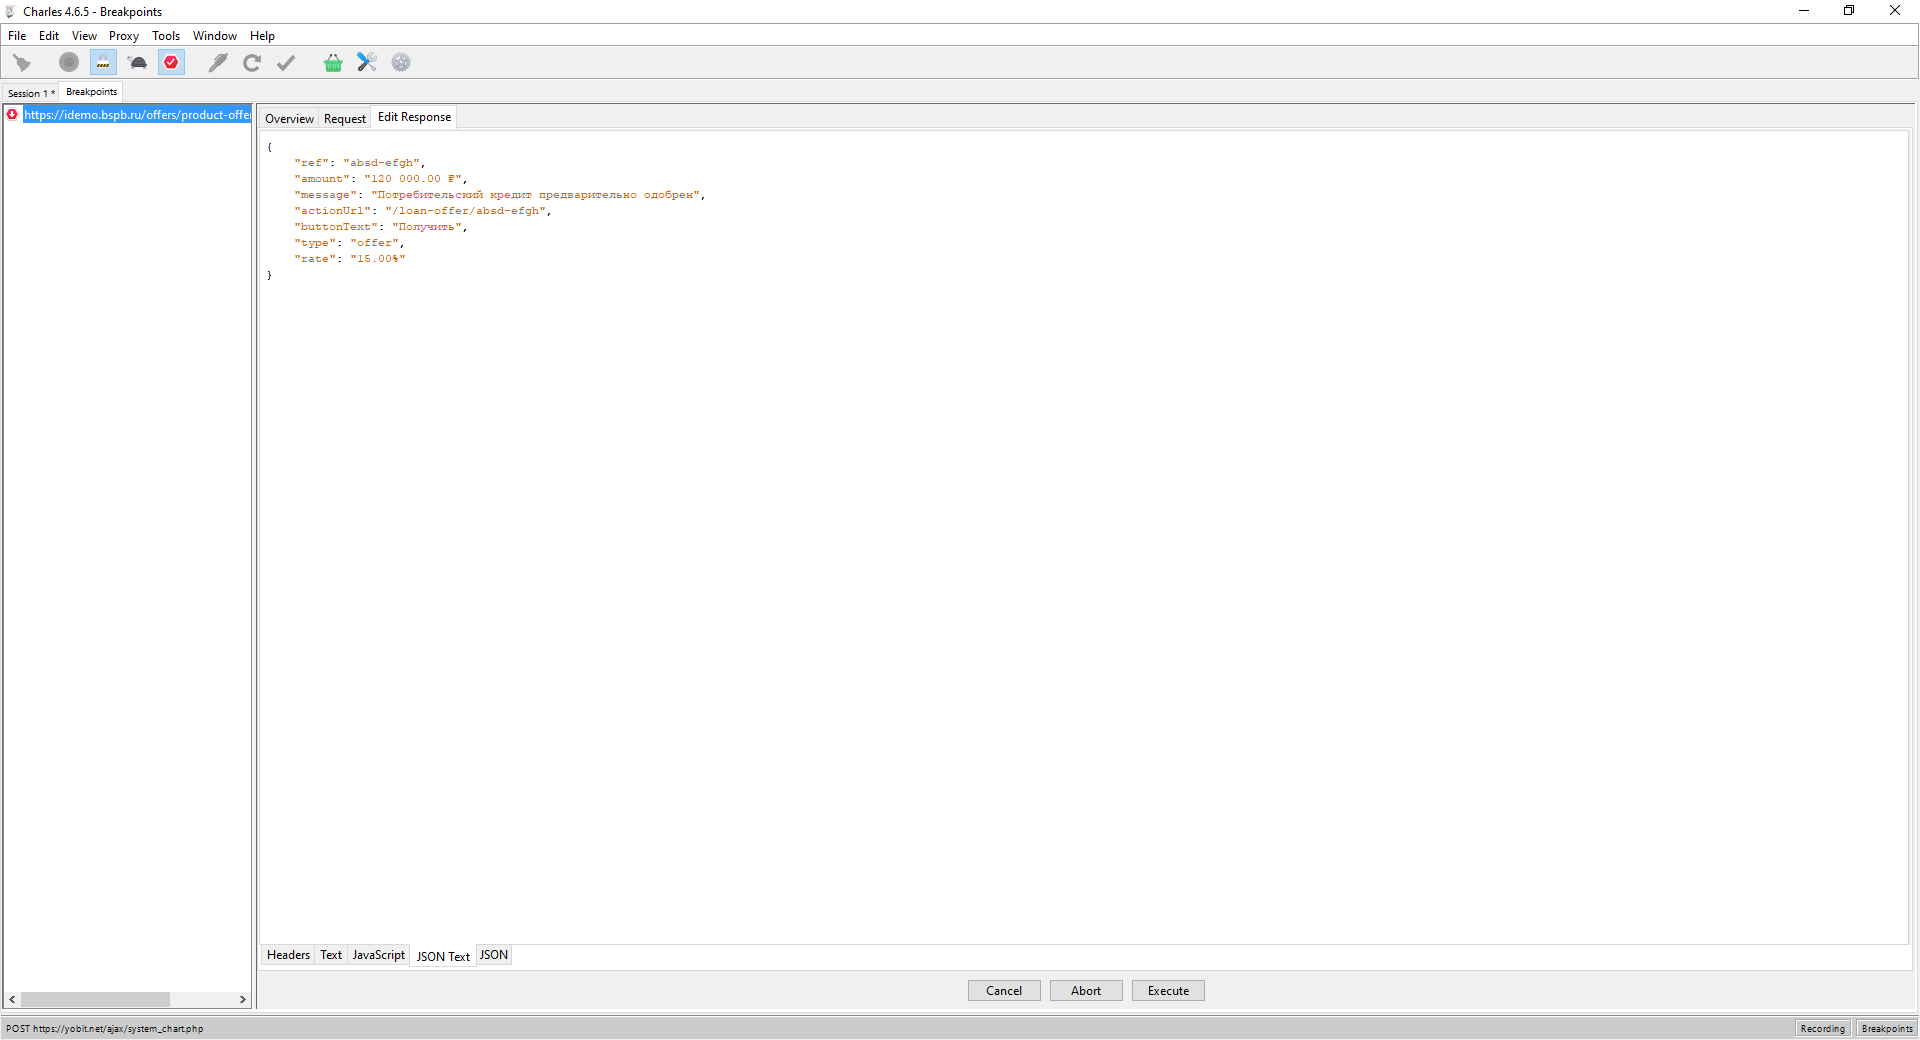 Charles 4.6.5 - Breakpoints
File Edit View Proxy Tools Window Help
Session 1 * Breakpoints
https://idemo.bspb.ru/offers/product-offe
Overview Request Edit Response
{
"ref": "absd-efgh",
"amount": "120 000.00 ₽",
"message": "Потребительский кредит предварительно одобрен",
"actionUrl": "/loan-offer/absd-efgh",
"buttonText": "Получить",
"type": "offer",
"rate": "15.00%"
}
Headers Text JavaScript JSON Text JSON
Cancel Abort Execute
POST https://yobit.net/ajax/system_chart.php
Recording Breakpoints